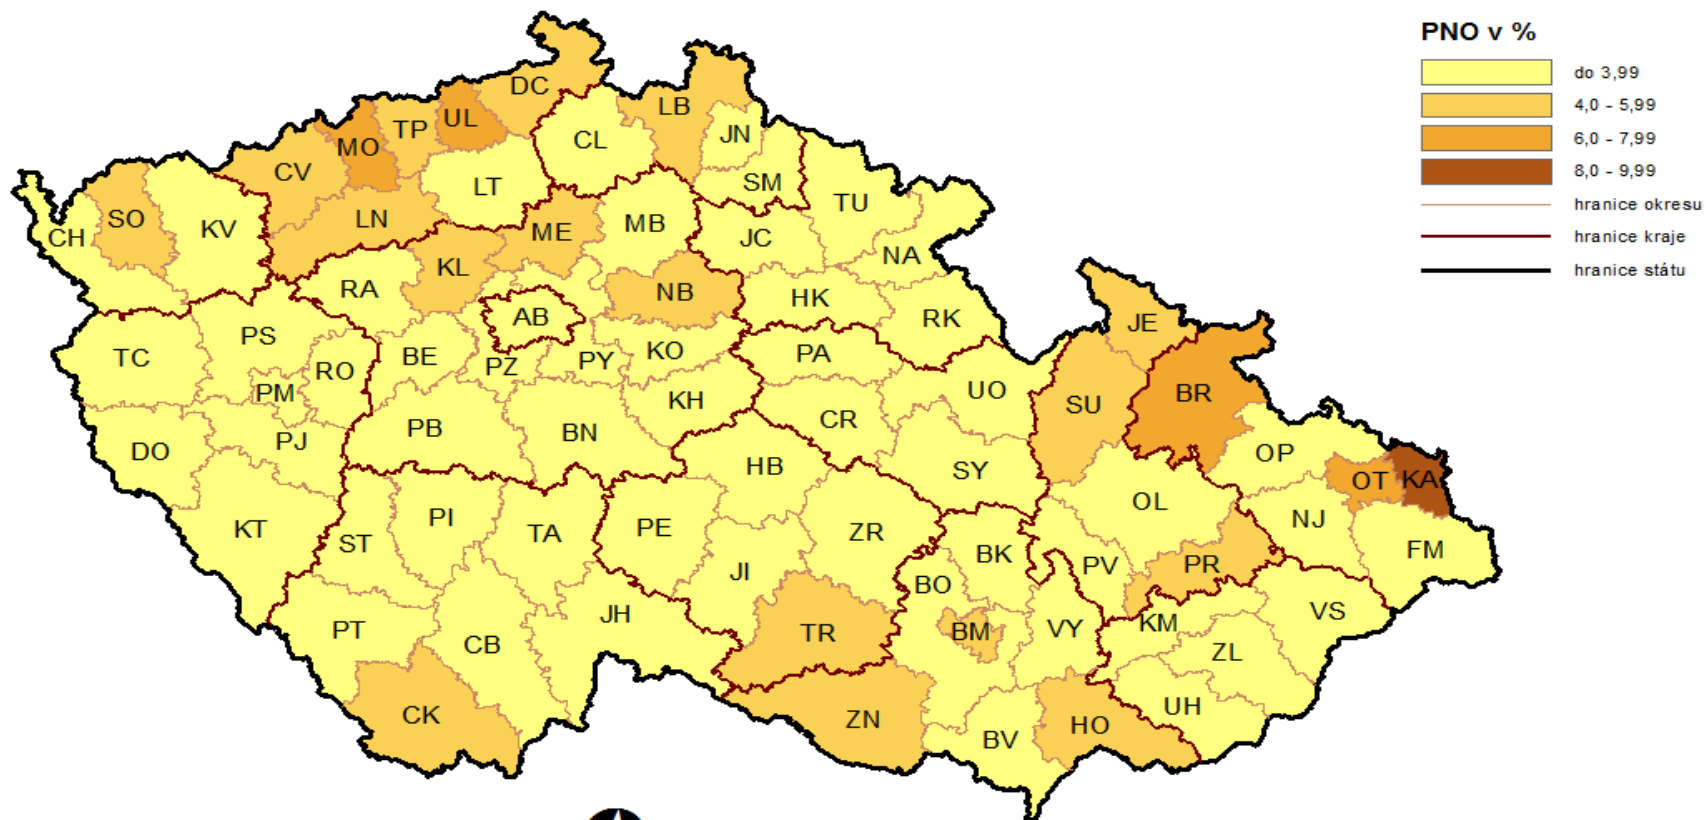 PNO v %
do 3,99
4,0 - 5,99
6,0 - 7,99
8,0 - 9,99
hranice okresu
hranice kraje
hranice státu
DC
LB
UL
TP
MO
CL
JN
CV
LT
SM
SO
KV
LN
CH
ME
MB
TU
JC
NA
KL
RA
NB
HK
AB
RK
JE
PS
TC
BE
RO
PZ
PY
KO
PA
PM
UO
BR
KH
SU
PB
CR
BN
PJ
DO
HB
SY
OP
OT
KA
OL
PI
KT
ST
TA
PE
ZR
NJ
BK
FM
JI
BO
PV
PR
JH
VS
PT
CB
TR
BM
VY
KM
ZL
CK
ZN
UH
HO
BV